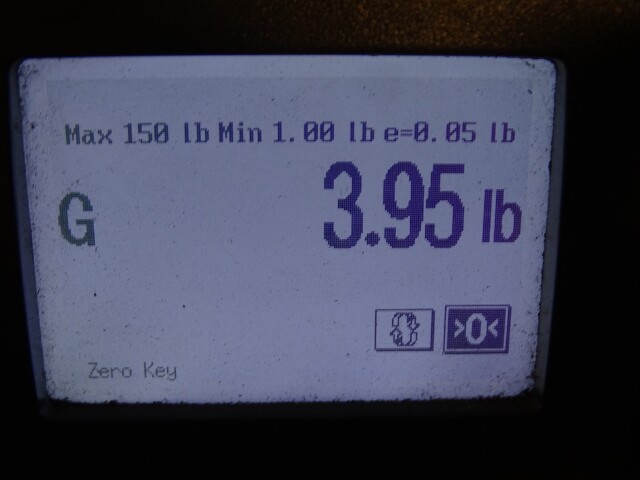 Max 150 lb Min 1.00 lb e=0.05 lb
G 3.95 lb
>0<
Zero Key